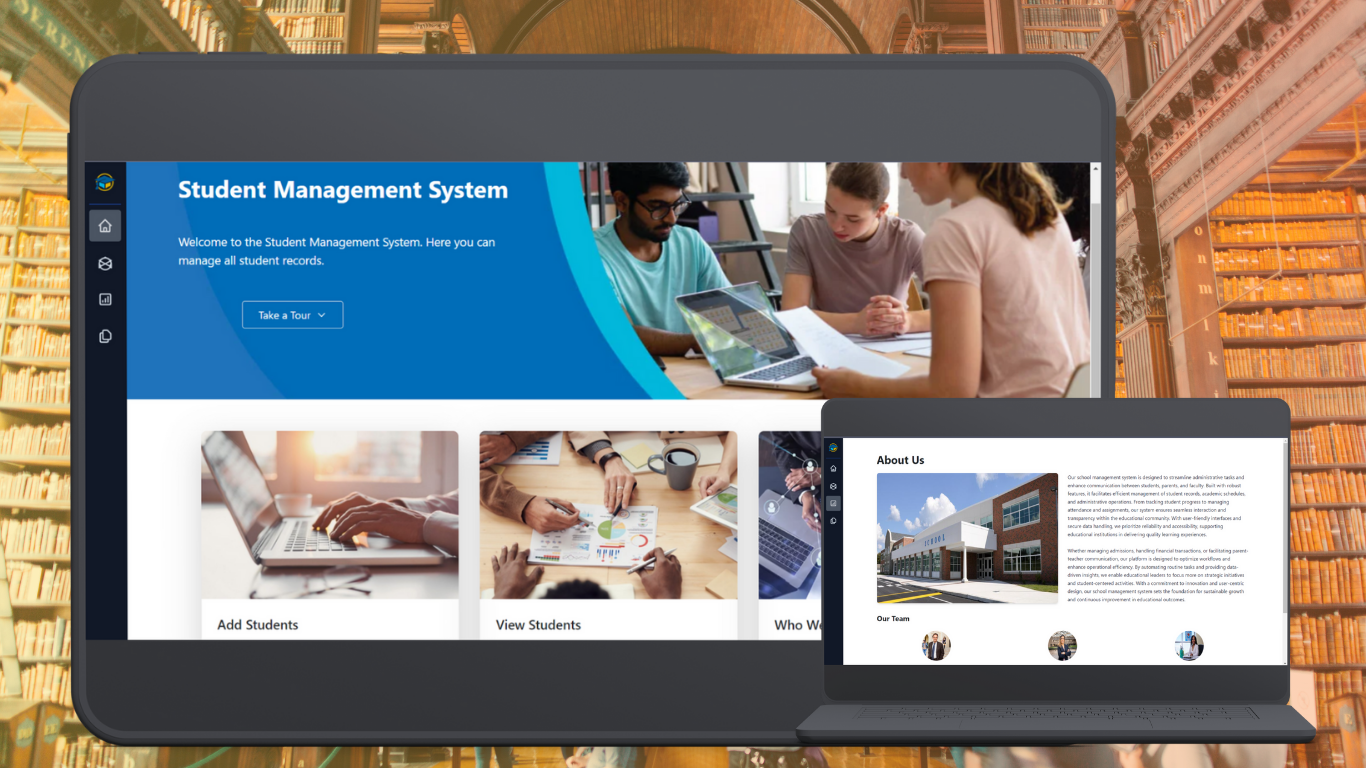 Student Management System
Welcome to the Student Management System. Here you can
manage all student records.
Take a Tour
Add Students
View Students
Who We
About Us
SCHOOL
Our school management system is designed to streamline administrative tasks and
enhance communication between students, parents, and faculty. Built with robust
features, it facilitates efficient management of student records, academic schedules,
and administrative operations. From tracking student progress to managing
attendance and assignments, our system ensures seamless interaction and
transparency within the educational community. With user-friendly interfaces and
secure data handling, we prioritize reliability and accessibility, supporting
educational institutions in delivering quality learning experiences.
Whether managing admissions, handling financial transactions, or facilitating parent-
teacher communication, our platform is designed to optimize workflows and
enhance operational efficiency. By automating routine tasks and providing data-
driven insights, we enable educational leaders to focus more on strategic initiatives
and student-centered activities. With a commitment to innovation and user-centric
design, our school management system sets the foundation for sustainable growth
and continuous improvement in educational outcomes.
Our Team